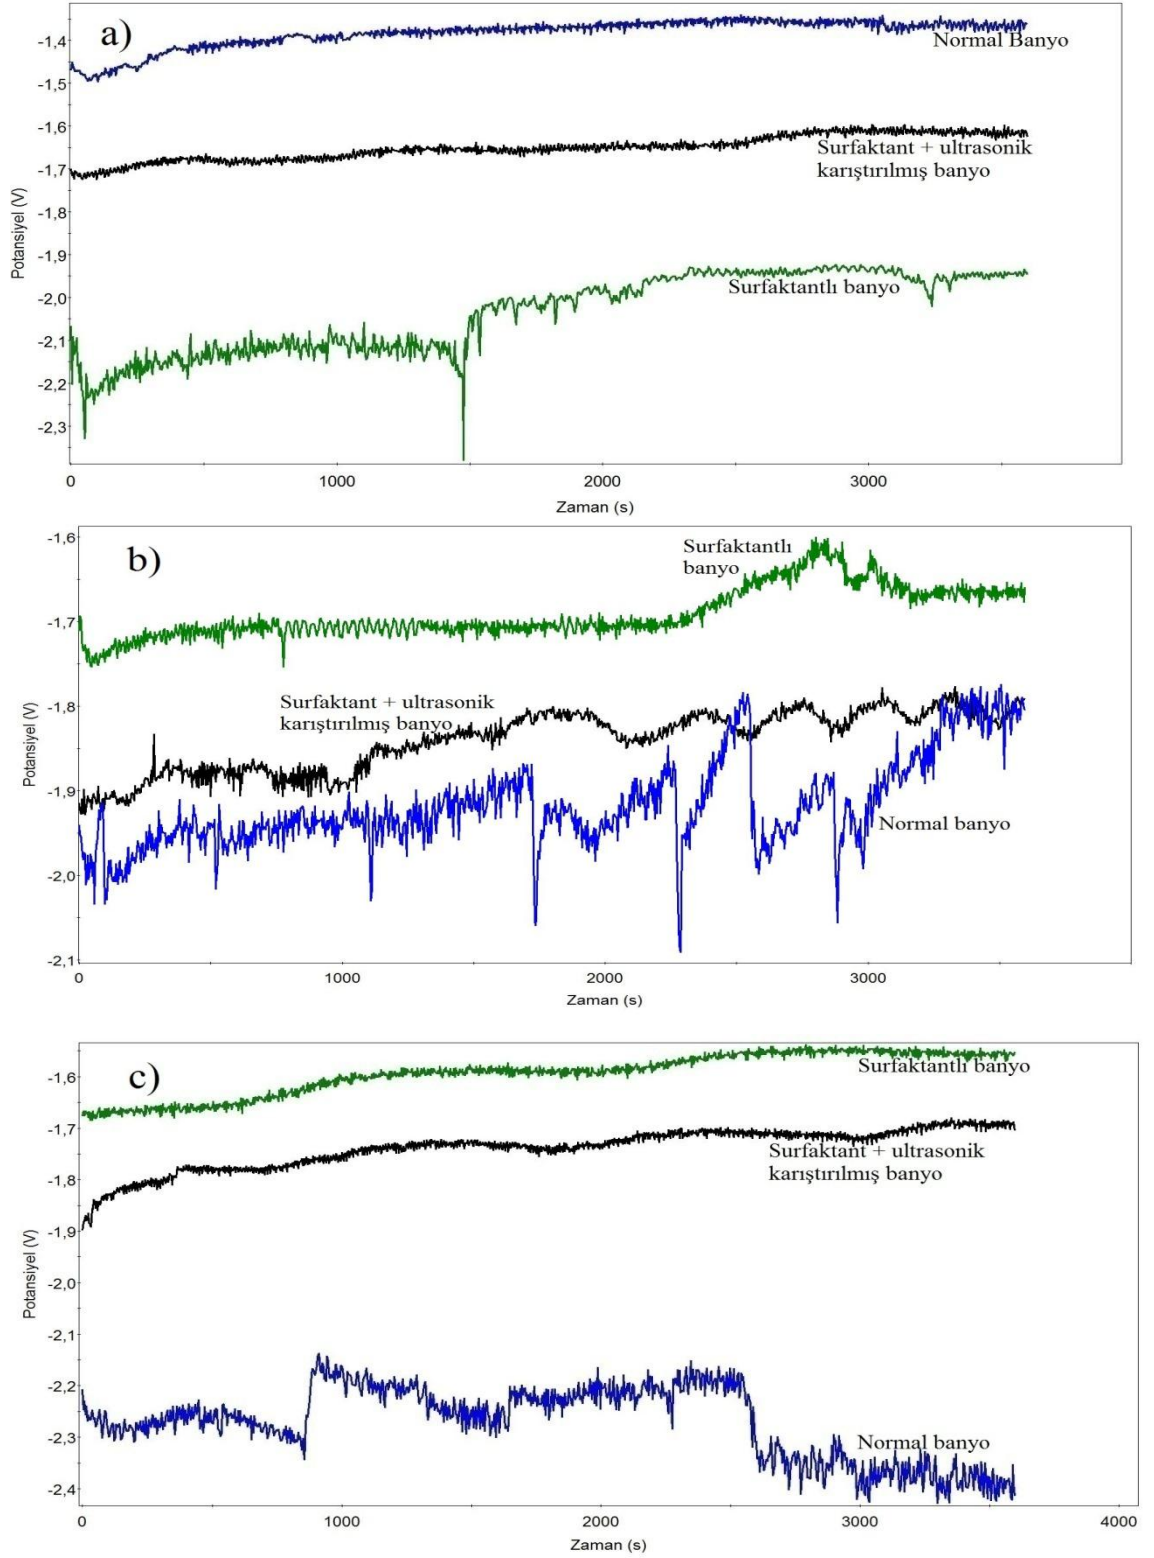 a)
-1,4
-1,5
-1,6
-1,7
-1,8
-1,9
-2,0
-2,1
-2,2
-2,3
Potansiyel (V)
Normal Banyo
Surfaktant + ultrasonik
karıştırılmış banyo
Surfaktantlı banyo
0
1000
2000
3000
Zaman (s)
b)
-1,6
-1,7
-1,8
-1,9
-2,0
-2,1
Potansiyel (V)
Surfaktantlı
banyo
Surfaktant + ultrasonik
karıştırılmış banyo
Normal banyo
0
1000
2000
3000
Zaman (s)
c)
-1,6
-1,7
-1,8
-1,9
-2,0
-2,1
-2,2
-2,3
-2,4
Potansiyel (V)
Surfaktantlı banyo
Surfaktant + ultrasonik
karıştırılmış banyo
Normal banyo
0
1000
2000
3000
4000
Zaman (s)